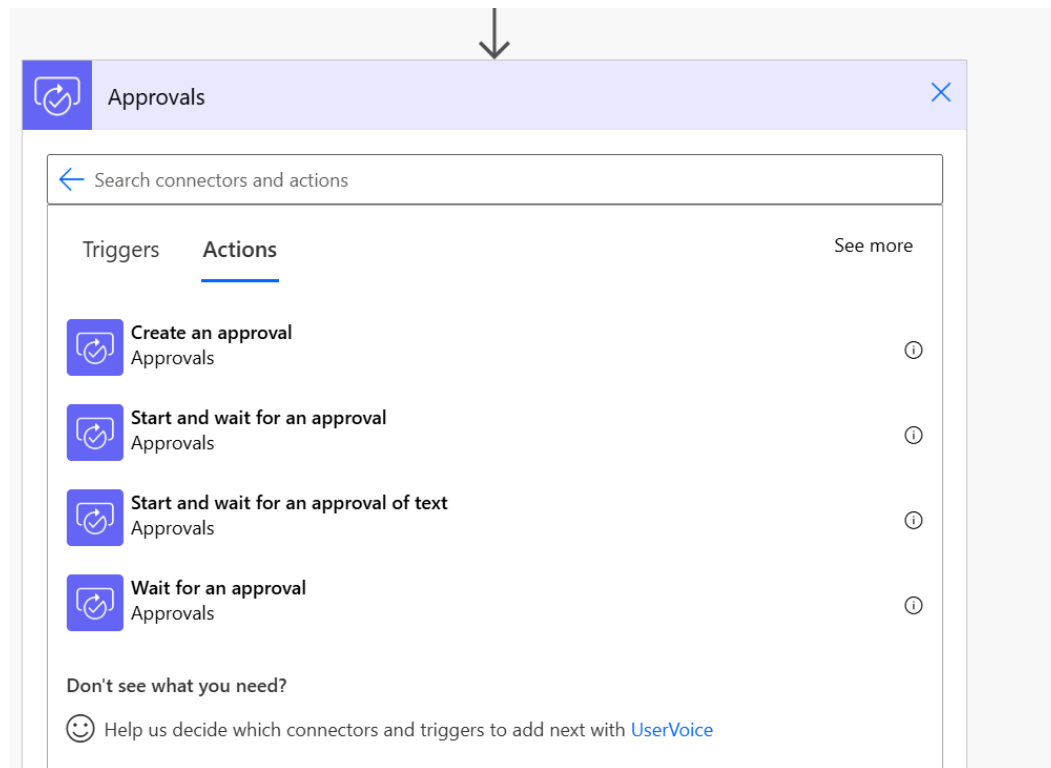 Approvals
Search connectors and actions
Triggers Actions See more
Create an approval
Approvals
Start and wait for an approval
Approvals
Start and wait for an approval of text
Approvals
Wait for an approval
Approvals
Don't see what you need?
Help us decide which connectors and triggers to add next with UserVoice